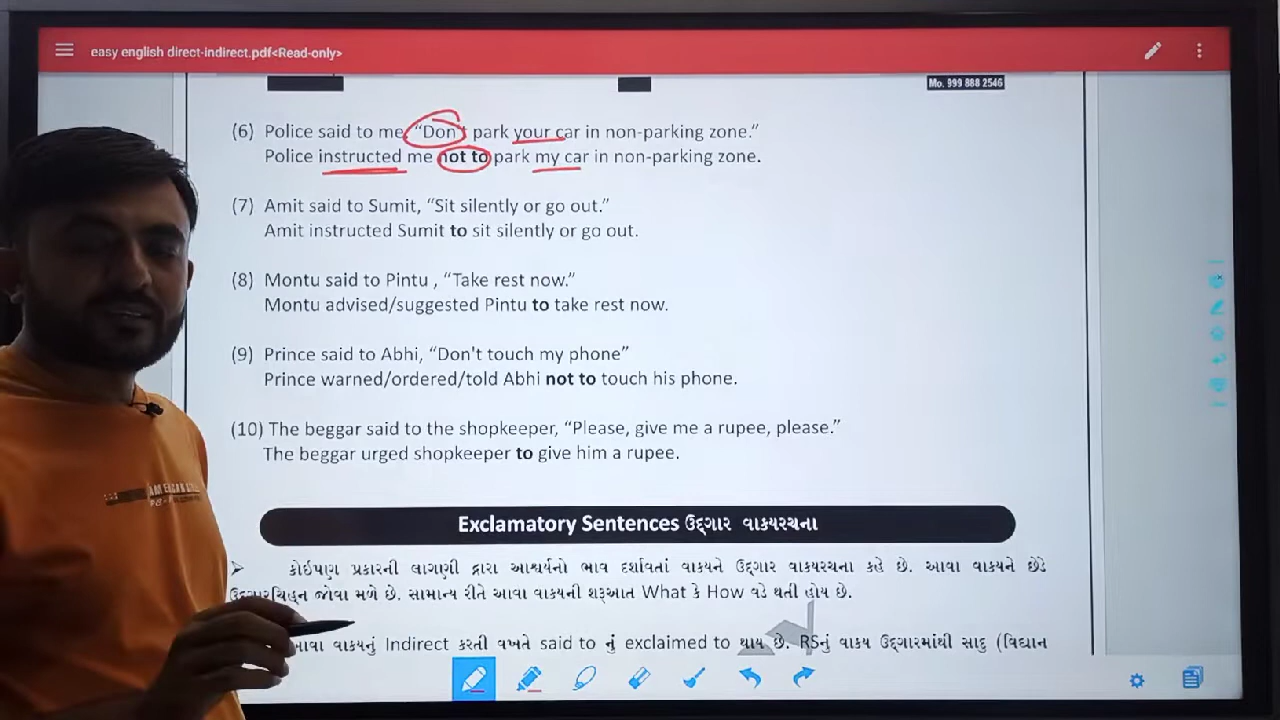 easy english direct-indirect.pdf<Read-only>
Mo. 999 888 2546
(6) Police said to me "Don't park your car in non-parking zone."
Police instructed me not to park my car in non-parking zone.
(7) Amit said to Sumit, "Sit silently or go out."
Amit instructed Sumit to sit silently or go out.
(8) Montu said to Pintu , "Take rest now."
Montu advised/suggested Pintu to take rest now.
(9) Prince said to Abhi, "Don't touch my phone"
Prince warned/ordered/told Abhi not to touch his phone.
(10) The beggar said to the shopkeeper, "Please, give me a rupee, please."
The beggar urged shopkeeper to give him a rupee.
Exclamatory Sentences ઉદ્દગાર વાક્યરચના
➢ કોઈપણ પ્રકારની લાગણી દ્વારા આશ્ચર્યનો ભાવ દર્શાવતાં વાક્યને ઉદ્દગાર વાક્યરચના કહે છે. આવા વાક્યને છેડે
ઉદ્દગારચિહ્ન જોવા મળે છે. સામાન્ય રીતે આવા વાક્યની શરૂઆત What કે How વડે થતી હોય છે.
આવા વાક્યનું Indirect કરતી વખતે said to નું exclaimed to થાય છે. RSનું વાક્ય ઉદ્દગારમાંથી સાદુ (વિધાન